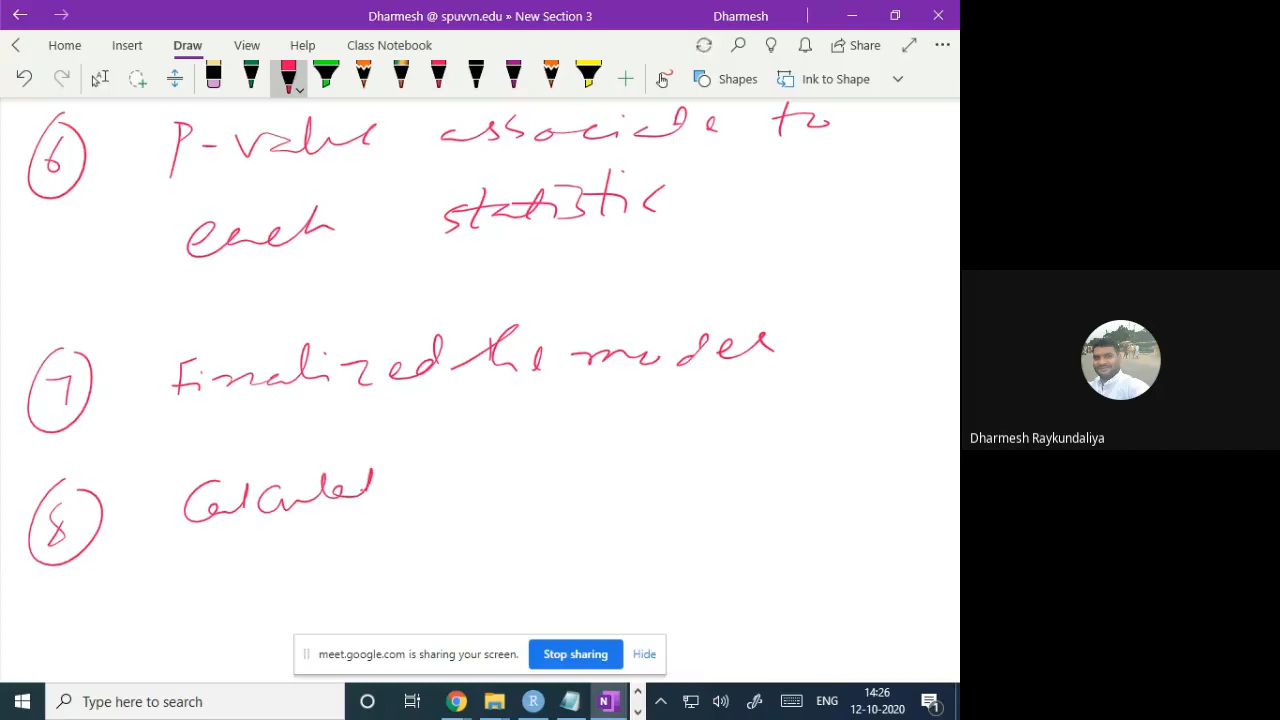 Dharmesh @ spuvvn.edu » New Section 3
Dharmesh
Home Insert Draw View Help Class Notebook
Share
Shapes
Ink to Shape
6 P-value associate to
each statistic
7 Finalized the model
8 Calculat
meet.google.com is sharing your screen. Stop sharing Hide
Dharmesh Raykundaliya
Type here to search
ENG
14:26
12-10-2020
1